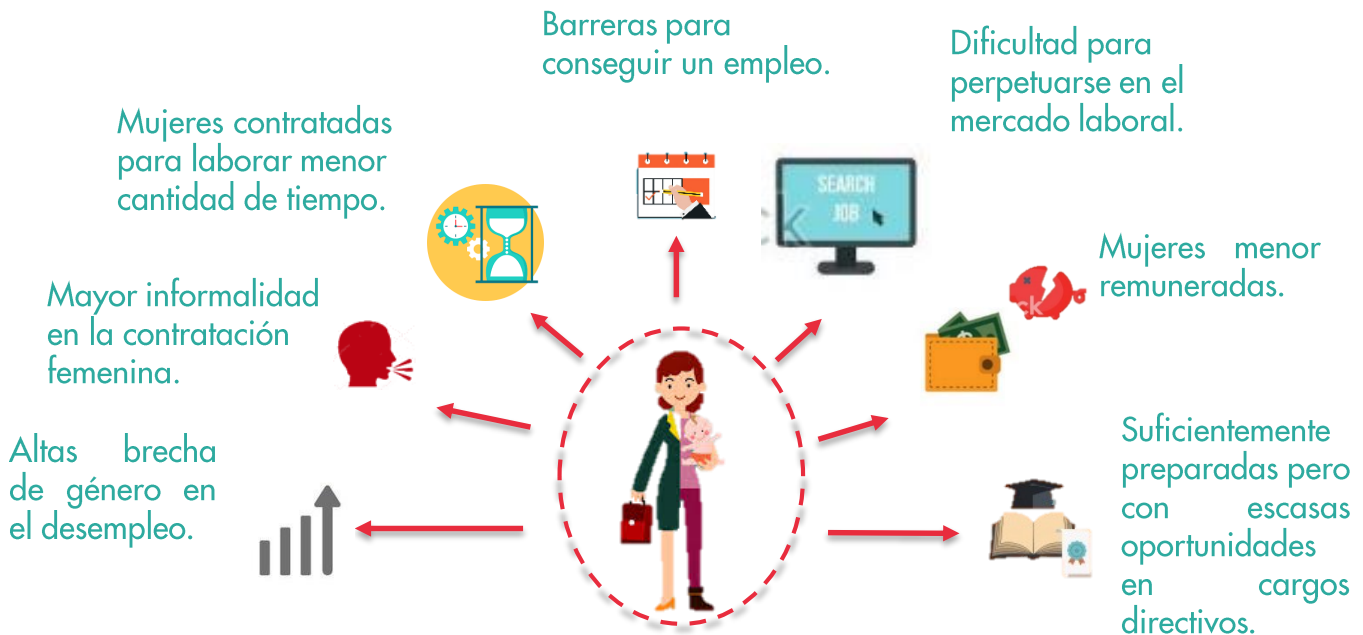 Barreras para
conseguir un empleo.
Dificultad para
perpetuarse en el
mercado laboral.
Mujeres contratadas
para laborar menor
cantidad de tiempo.
SEARCH
JOB
Mujeres menor
remuneradas.
Mayor informalidad
en la contratación
femenina.
Altas brecha
de género en
el desempleo.
Suficientemente
preparadas pero
con escasas
oportunidades
en cargos
directivos.